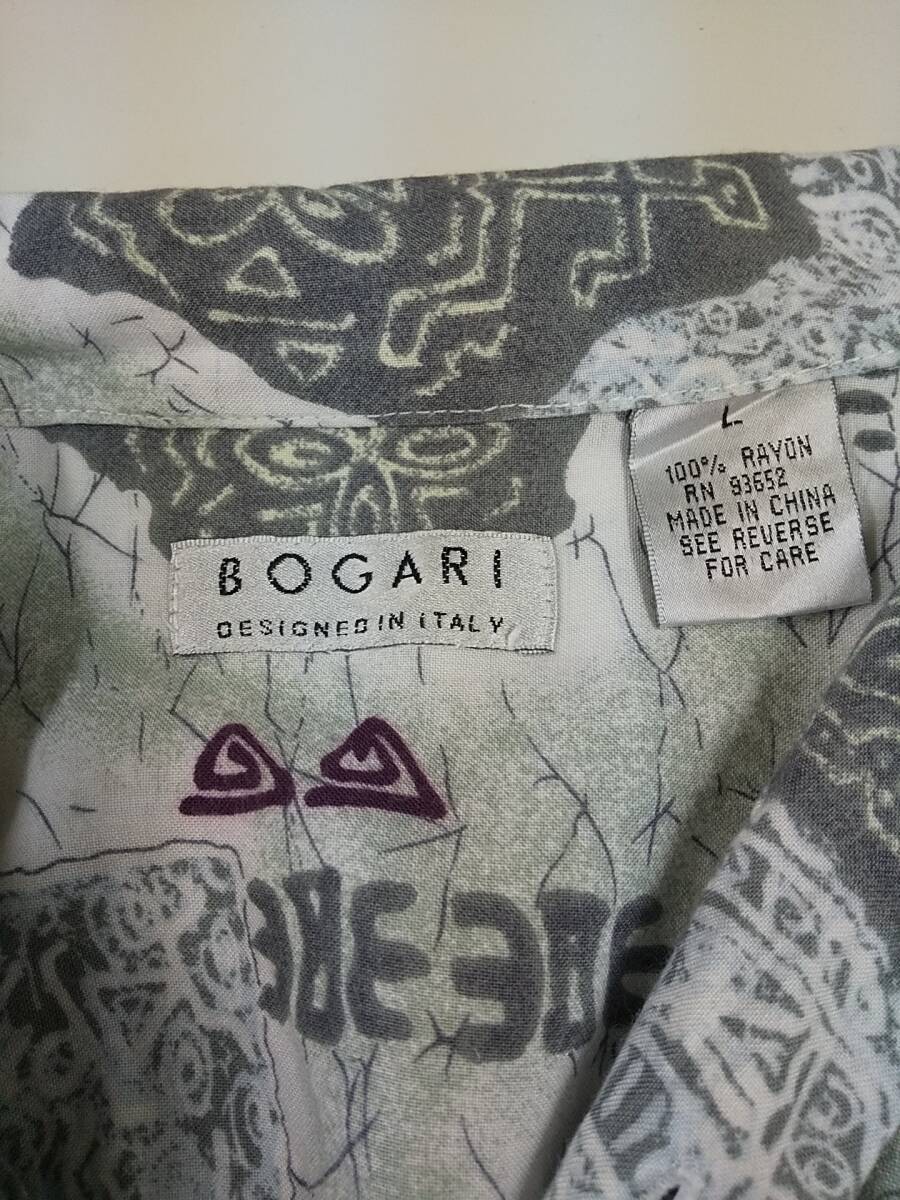 BOGARI
DESIGNED IN ITALY
L
100% RAYON
RN 93652
MADE IN CHINA
SEE REVERSE
FOR CARE